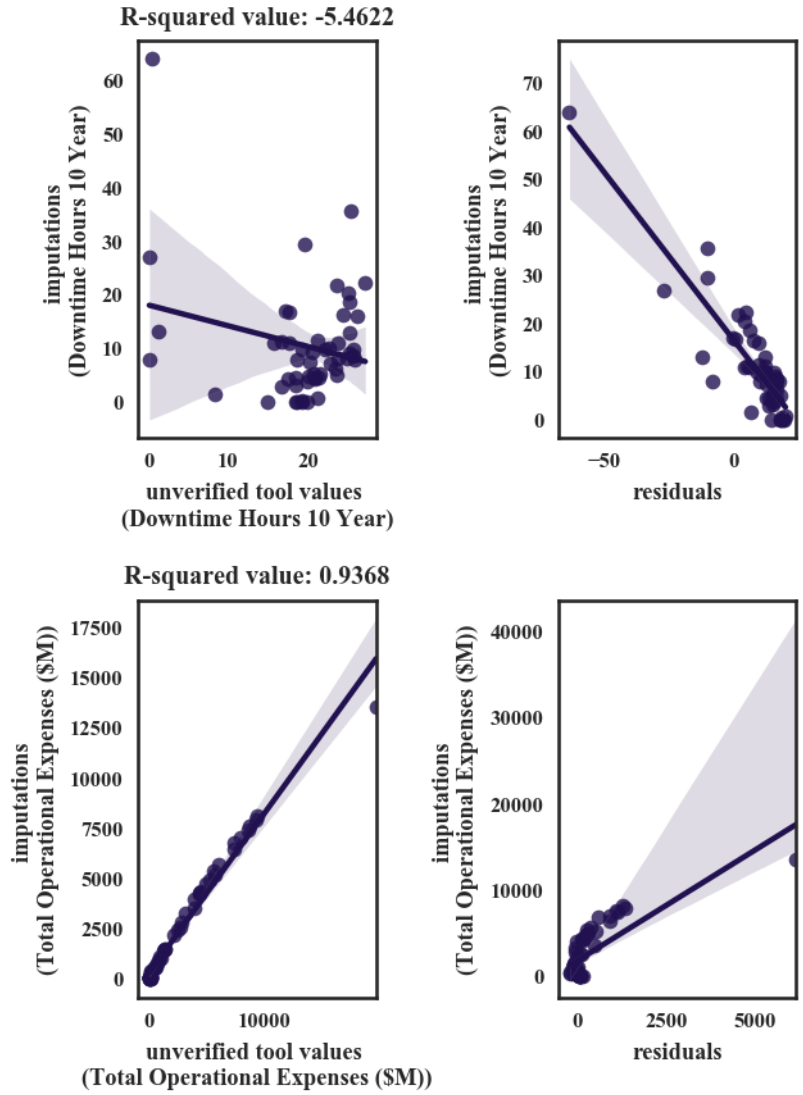 R-squared value: -5.4622
60
50
40
30
20
10
0
imputations
(Downtime Hours 10 Year)
0 10 20
unverified tool values
(Downtime Hours 10 Year)
70
60
50
40
30
20
10
0
imputations
(Downtime Hours 10 Year)
−50 0
residuals
R-squared value: 0.9368
17500
15000
12500
10000
7500
5000
2500
0
imputations
(Total Operational Expenses ($M))
0 10000
unverified tool values
(Total Operational Expenses ($M))
40000
30000
20000
10000
0
imputations
(Total Operational Expenses ($M))
0 2500 5000
residuals